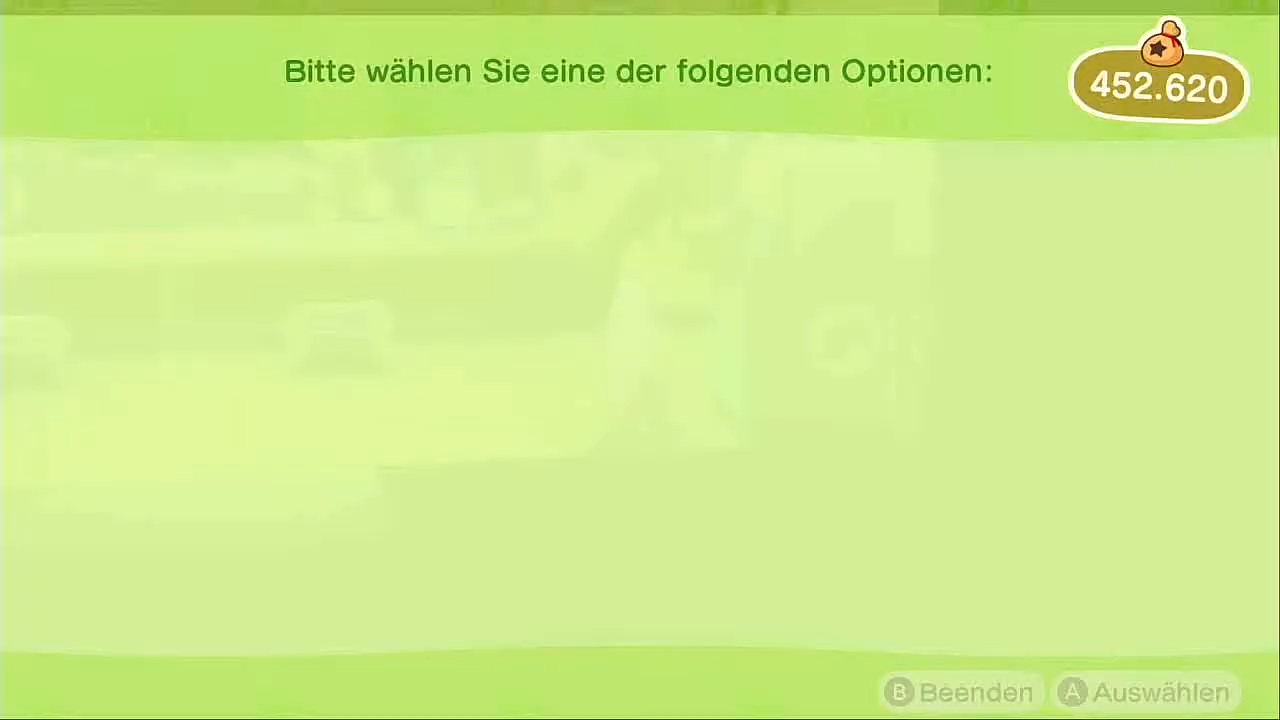 Bitte wählen Sie eine der folgenden Optionen:
452.620
B Beenden A Auswählen